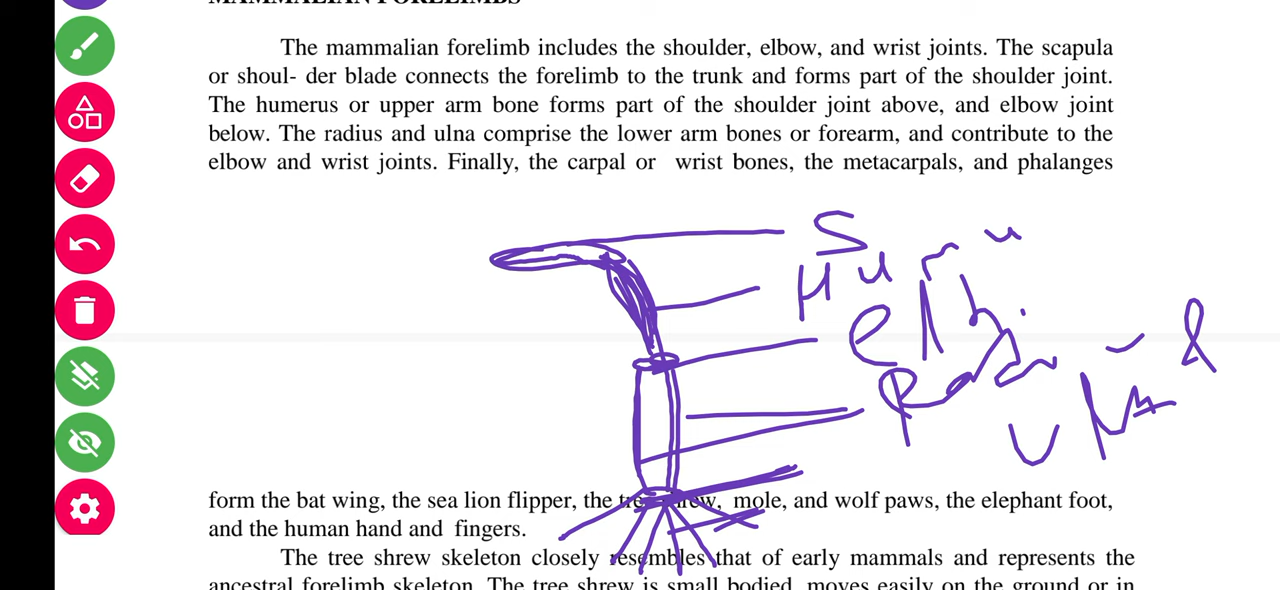 MAMMALIAN FORELIMBS
The mammalian forelimb includes the shoulder, elbow, and wrist joints. The scapula
or shoul- der blade connects the forelimb to the trunk and forms part of the shoulder joint.
The humerus or upper arm bone forms part of the shoulder joint above, and elbow joint
below. The radius and ulna comprise the lower arm bones or forearm, and contribute to the
elbow and wrist joints. Finally, the carpal or wrist bones, the metacarpals, and phalanges
S
form the bat wing, the sea lion flipper, the tree shrew, mole, and wolf paws, the elephant foot,
and the human hand and fingers.
The tree shrew skeleton closely resembles that of early mammals and represents the
ancestral forelimb skeleton. The tree shrew is small bodied, moves easily on the ground or in